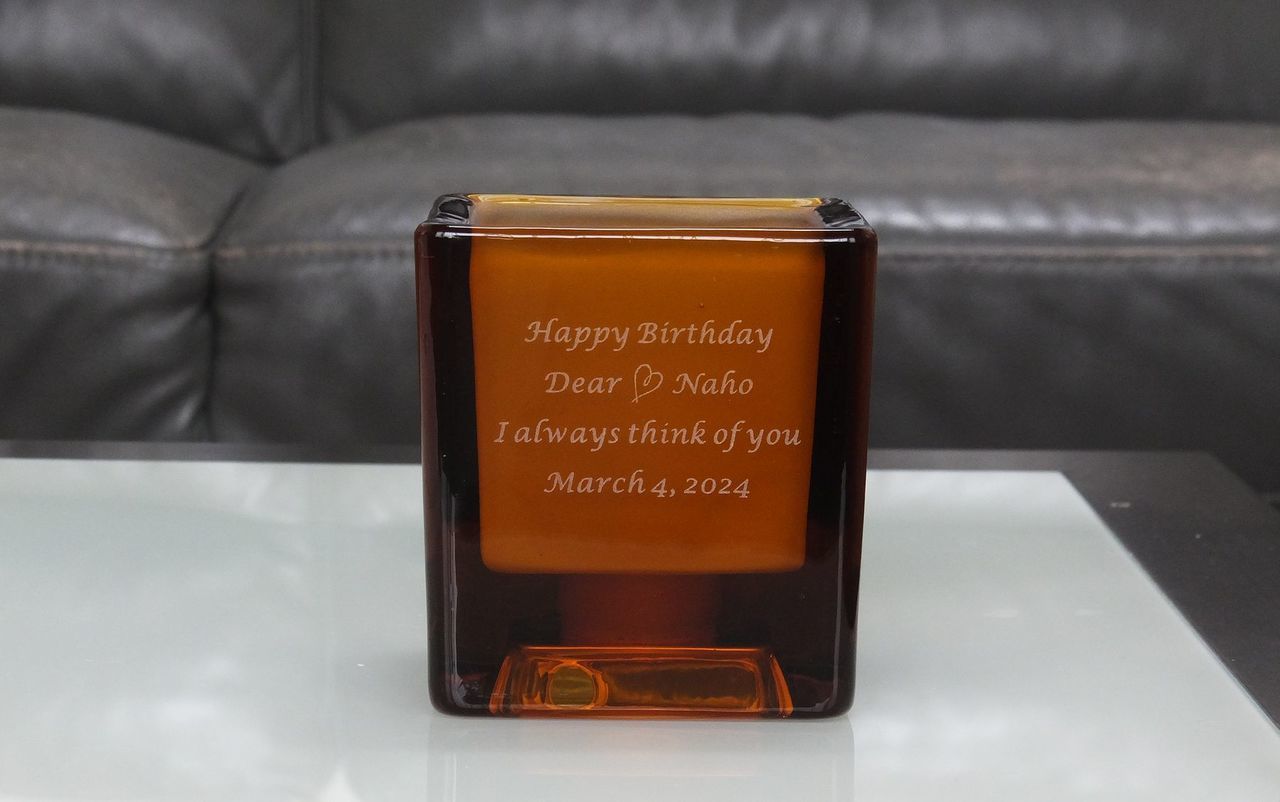 Happy Birthday
Dear ♡ Naho
I always think of you
March 4, 2024